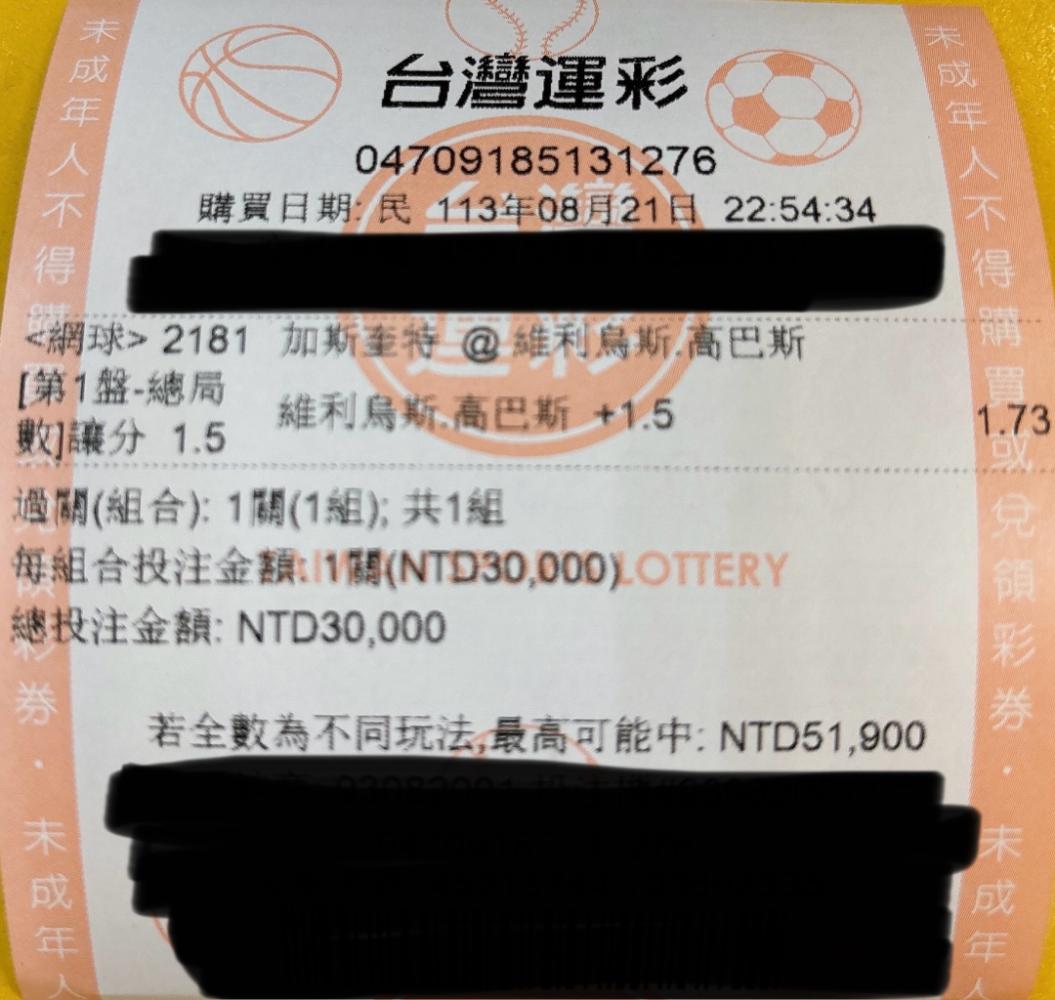 台灣運彩
04709185131276
購買日期: 民 113年08月21日 22:54:34
<網球> 2181 加斯奎特 @ 維利烏斯.高巴斯
[第1盤-總局
數]讓分 1.5 維利烏斯.高巴斯 +1.5 1.73
過關(組合): 1關(1組); 共1組
每組合投注金額: 1關(NTD30,000)
LOTTERY
總投注金額: NTD30,000
若全數為不同玩法,最高可能中: NTD51,900
未成年人不得購買或兌領彩券・未成年人
未成年人不得購買或兌領彩券・未成年人